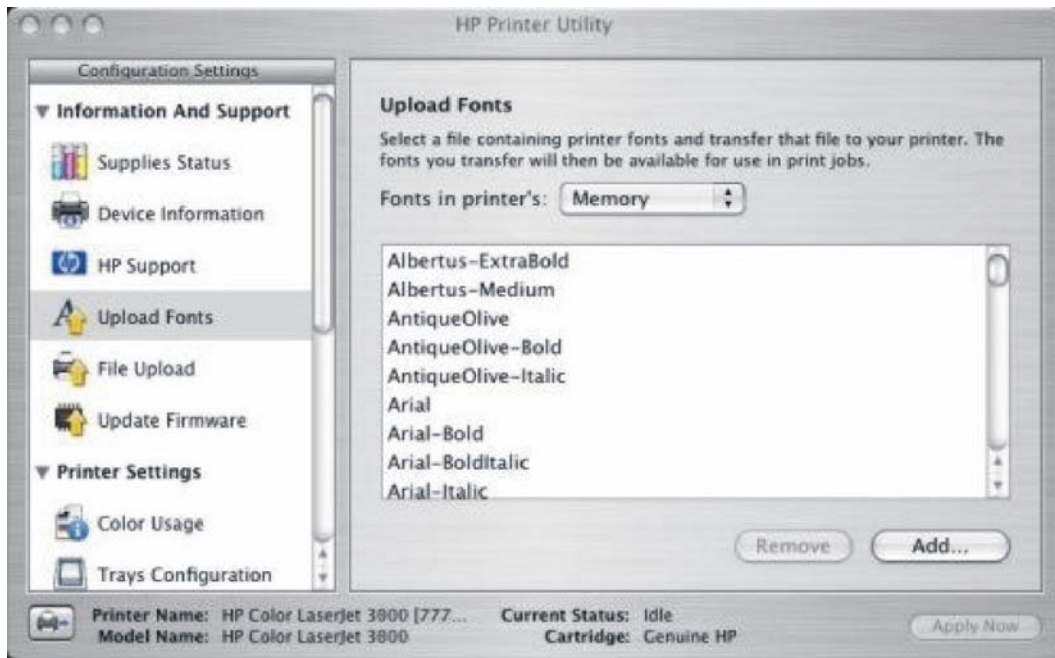 HP Printer Utility
Configuration Settings
Information And Support
Supplies Status
Device Information
HP Support
Upload Fonts
File Upload
Update Firmware
Printer Settings
Color Usage
Trays Configuration
Upload Fonts
Select a file containing printer fonts and transfer that file to your printer. The
fonts you transfer will then be available for use in print jobs.
Fonts in printer's: Memory
Albertus-ExtraBold
Albertus-Medium
AntiqueOlive
AntiqueOlive-Bold
AntiqueOlive-Italic
Arial
Arial-Bold
Arial-BoldItalic
Arial-Italic
Remove Add...
Printer Name: HP Color LaserJet 3800 [777... Current Status: Idle
Model Name: HP Color LaserJet 3800 Cartridge: Genuine HP
Apply Now